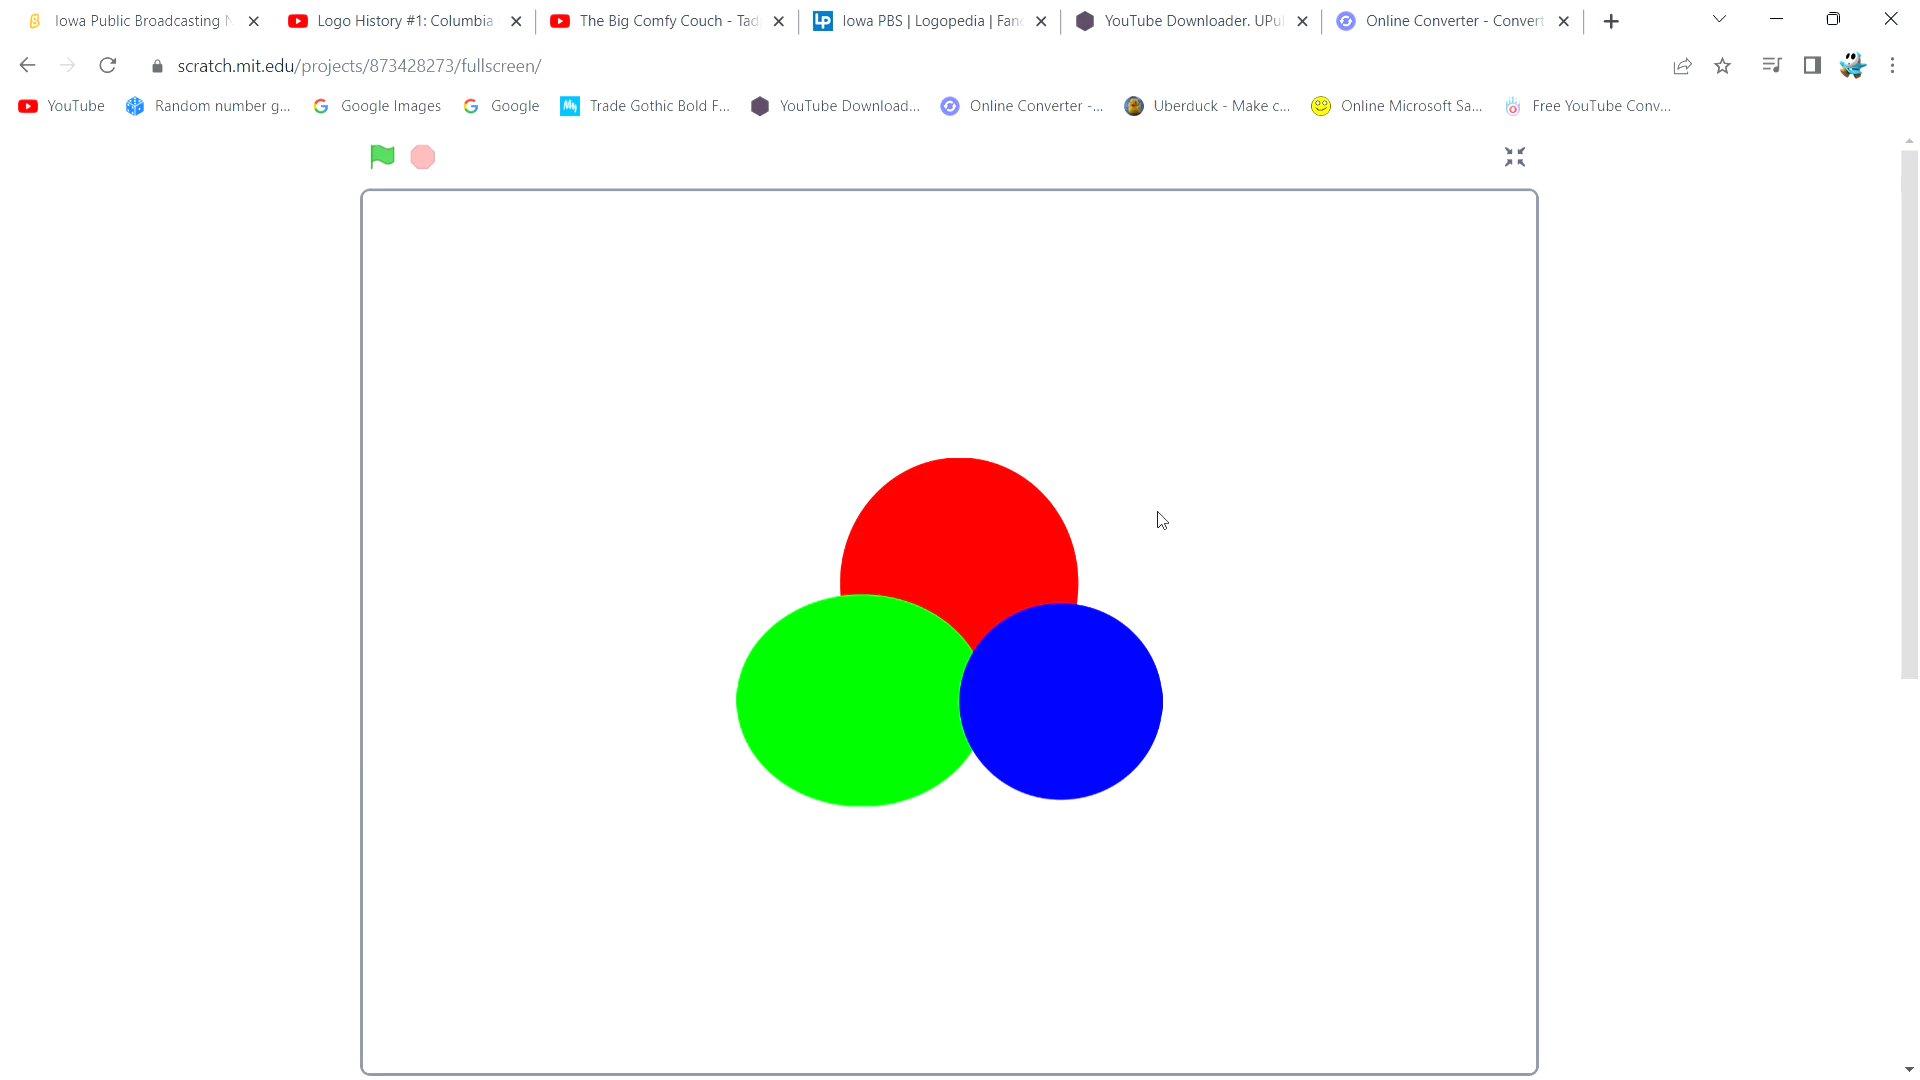 Iowa Public Broadcasting
Logo History #1: Columbia
The Big Comfy Couch - Tad
Iowa PBS | Logopedia | Fan
YouTube Downloader. UPu
Online Converter - Convert
scratch.mit.edu/projects/873428273/fullscreen/
YouTube
Random number g...
Google Images
Google
Trade Gothic Bold F...
YouTube Download...
Online Converter -...
Uberduck - Make c...
Online Microsoft Sa...
Free YouTube Conv...